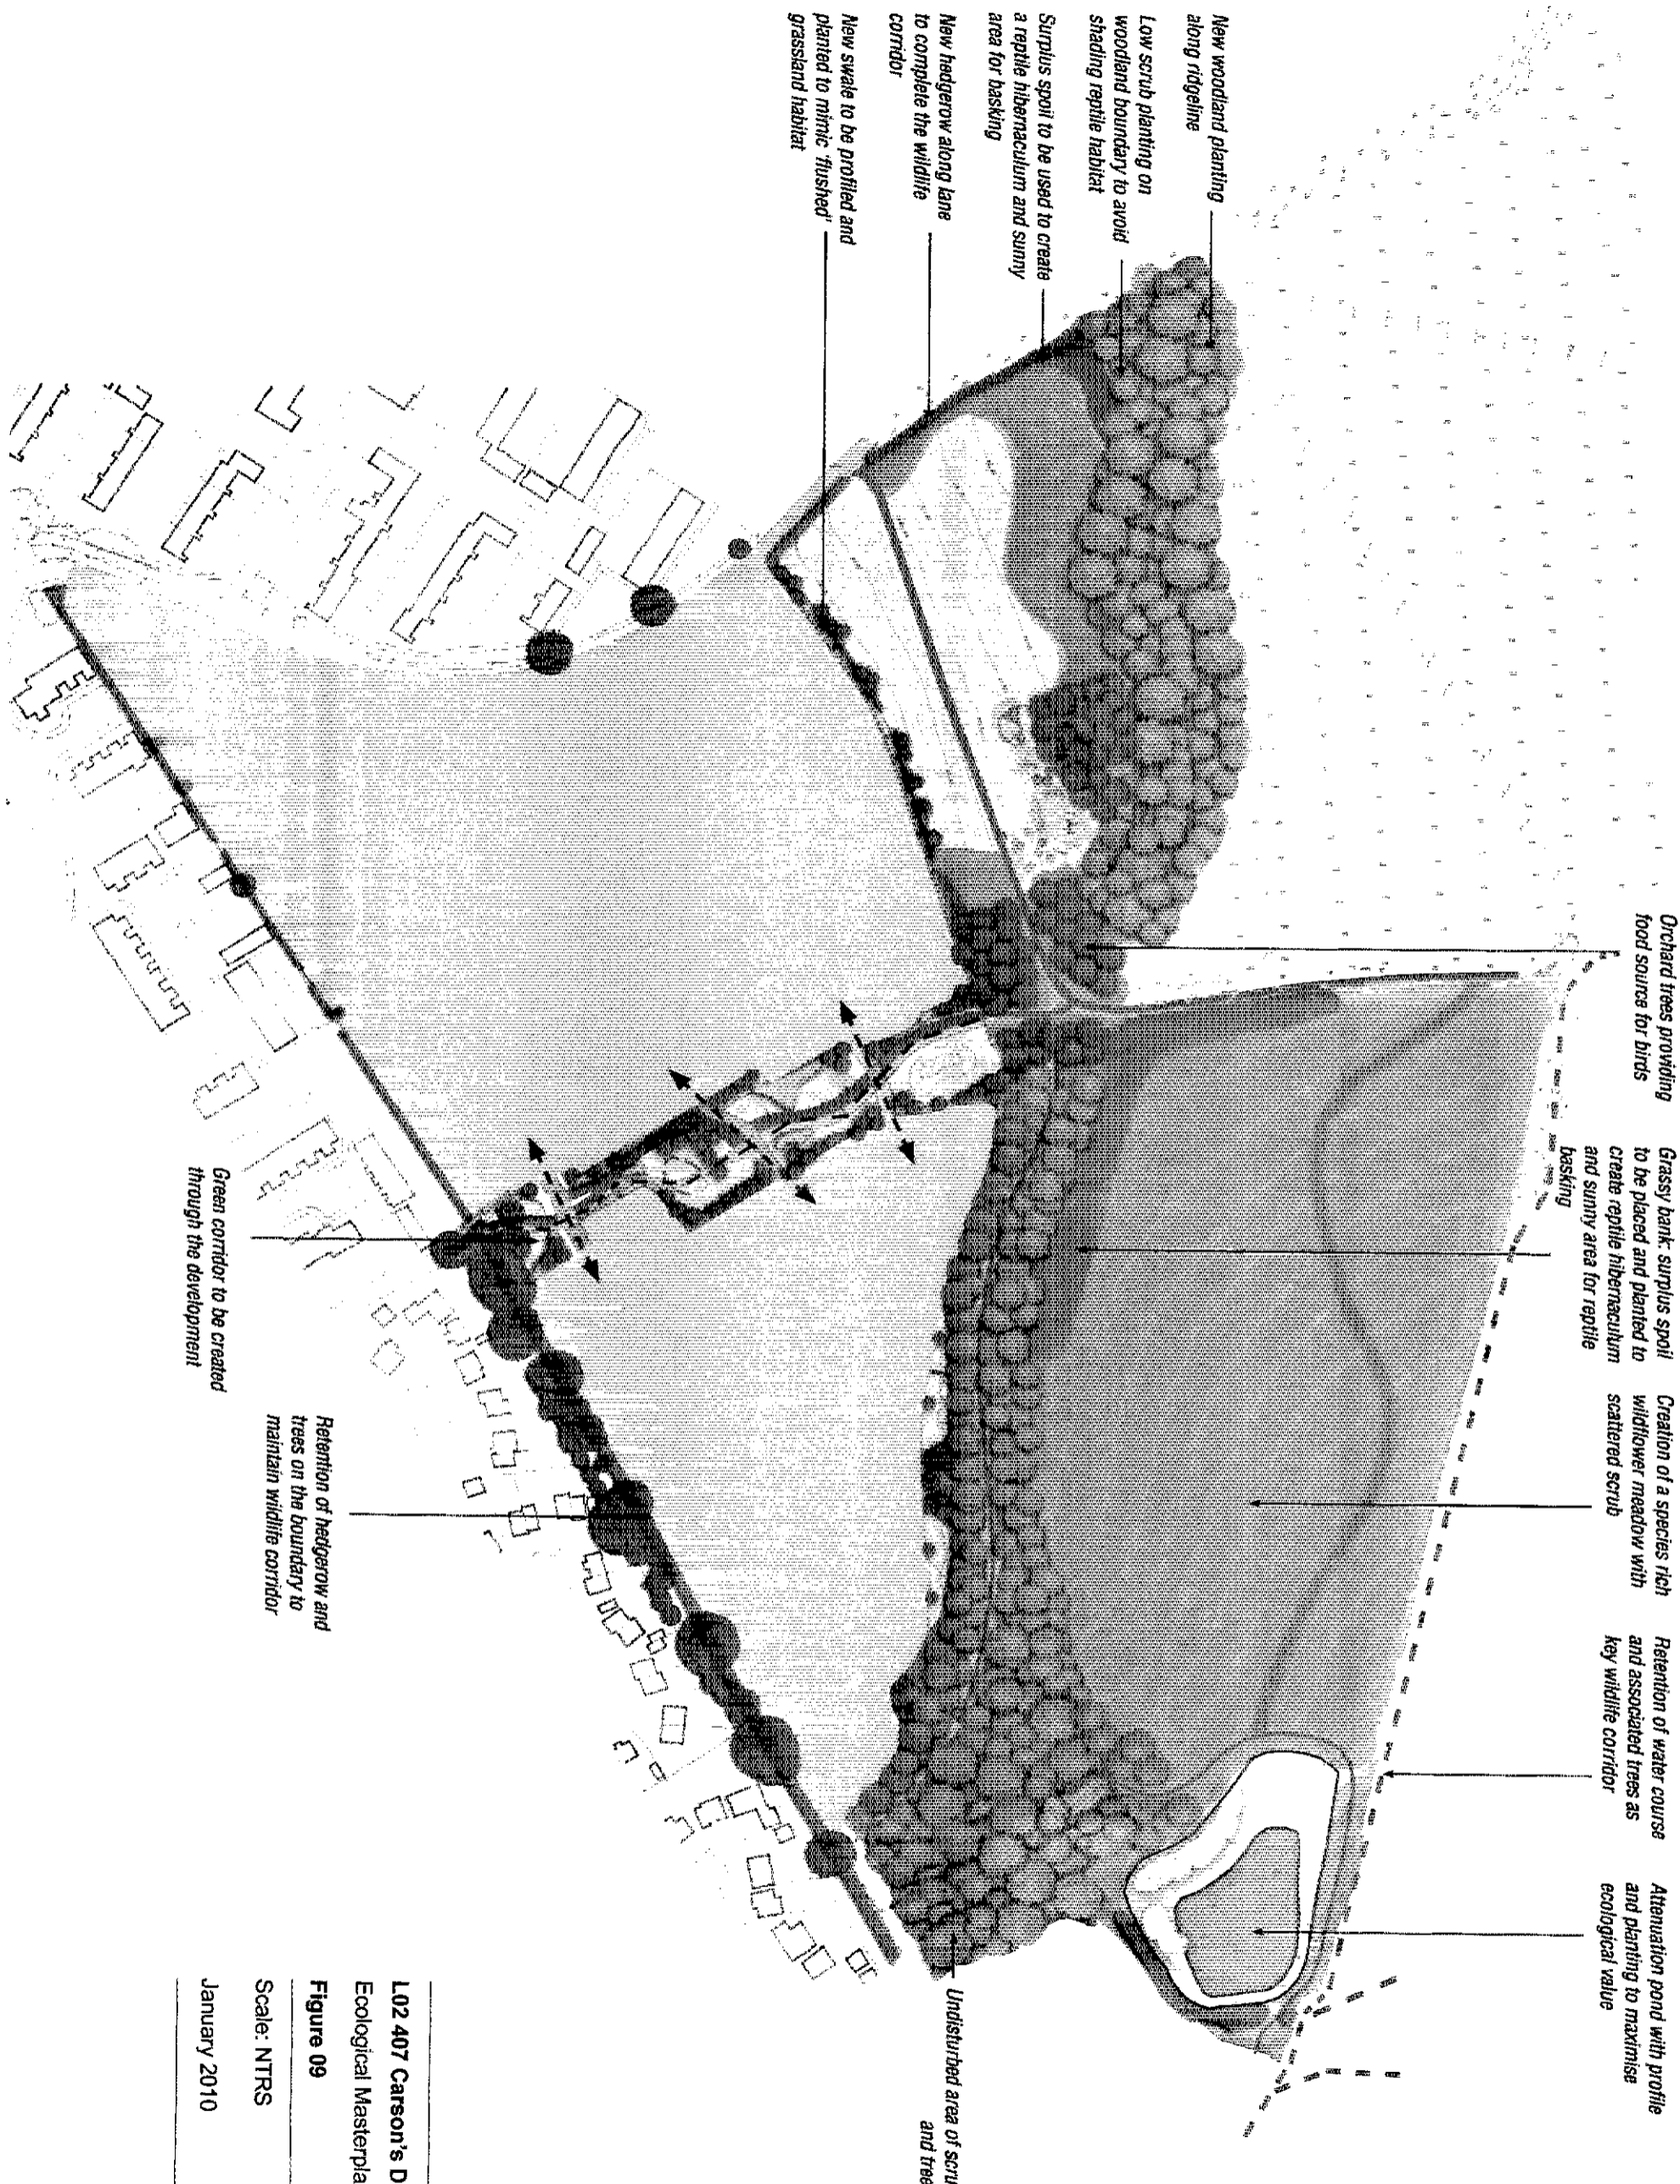 New woodland planting
along ridgeline
Low scrub planting on
woodland boundary to avoid
shading reptile habitat
Surplus spoil to be used to create
a reptile hibernaculum and sunny
area for basking
New hedgerow along lane
to complete the wildlife
corridor
New swale to be profiled and
planted to mimic 'flushed'
grassland habitat
Orchard trees providing
food source for birds
Grassy bank: surplus spoil
to be placed and planted to
create reptile hibernaculum
and sunny area for reptile
basking
Creation of a species rich
wildflower meadow with
scattered scrub
Retention of water course
and associated trees as
key wildlife corridor
Attenuation pond with profile
and planting to maximise
ecological value
Undisturbed area of scru
and tree
Green corridor to be created
through the development
Retention of hedgerow and
trees on the boundary to
maintain wildlife corridor
L02 407 Carson's D
Ecological Masterpla
Figure 09
Scale: NTRS
January 2010